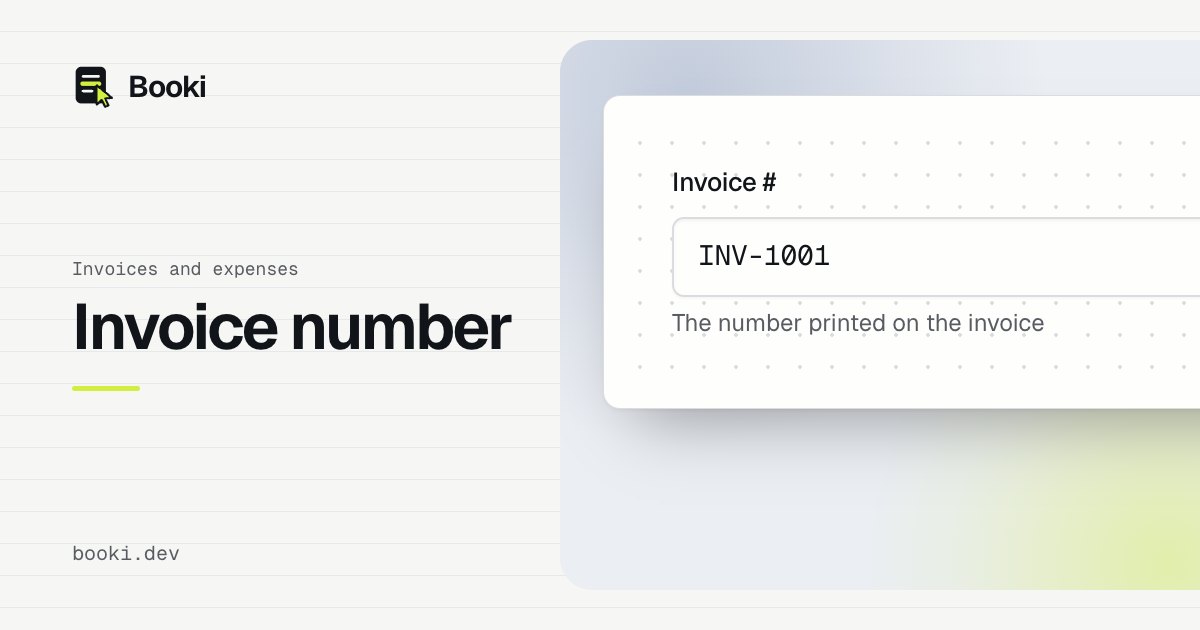 Booki
Invoices and expenses
Invoice number
booki.dev
Invoice #
INV-1001
The number printed on the invoice